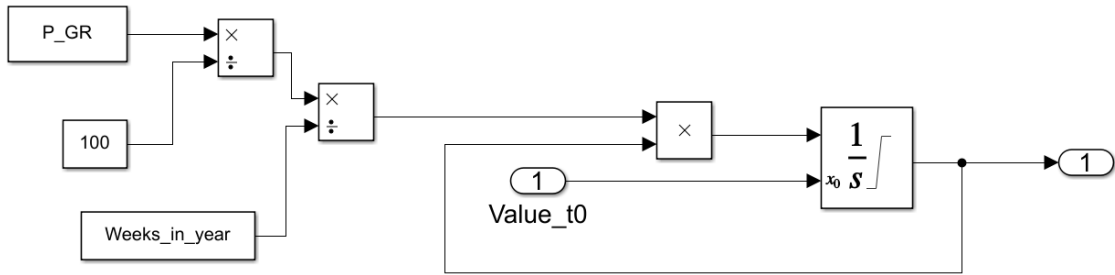 P_GR
×
÷
100
×
÷
Weeks_in_year
×
1
Value_t0
1
s
x₀
1